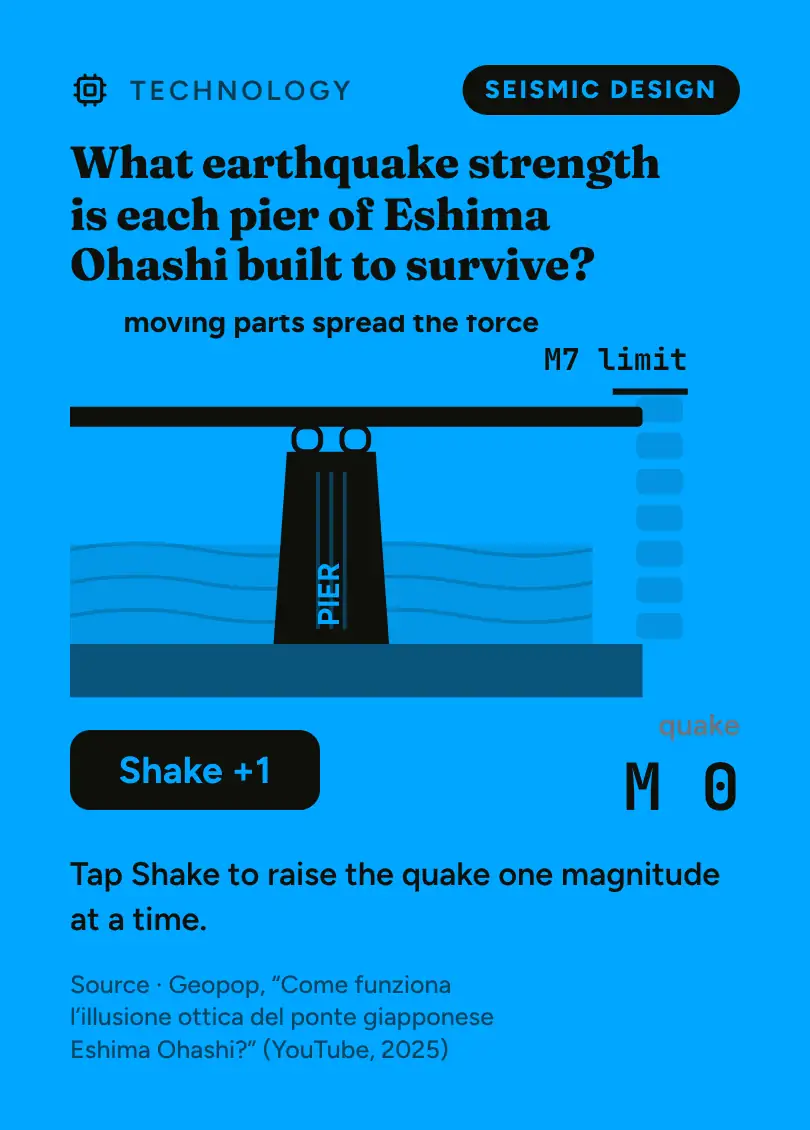 TECHNOLOGY
SEISMIC DESIGN
What earthquake strength
is each pier of Eshima
Ohashi built to survive?
moving parts spread the force
M7 limit
PIER
quake
Shake +1
M 0
Tap Shake to raise the quake one magnitude
at a time.
Source · Geopop, “Come funziona
l’illusione ottica del ponte giapponese
Eshima Ohashi?” (YouTube, 2025)